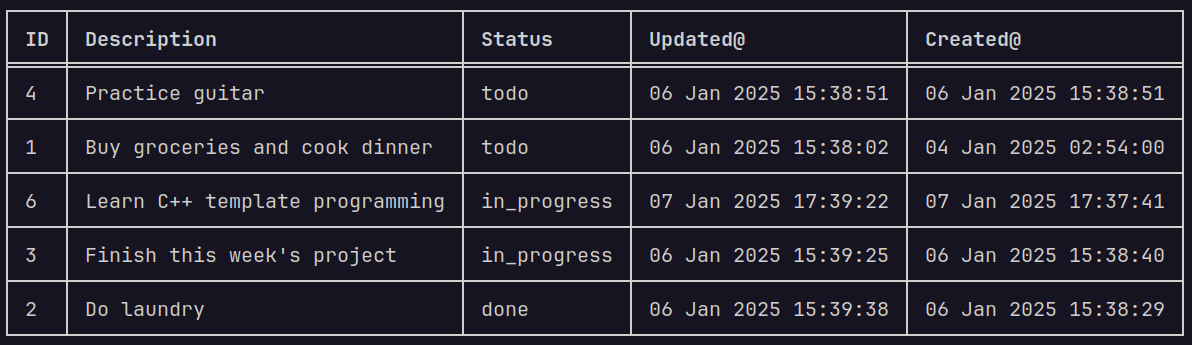 ID Description Status Updated@ Created@
4 Practice guitar todo 06 Jan 2025 15:38:51 06 Jan 2025 15:38:51
1 Buy groceries and cook dinner todo 06 Jan 2025 15:38:02 04 Jan 2025 02:54:00
6 Learn C++ template programming in_progress 07 Jan 2025 17:39:22 07 Jan 2025 17:37:41
3 Finish this week's project in_progress 06 Jan 2025 15:39:25 06 Jan 2025 15:38:40
2 Do laundry done 06 Jan 2025 15:39:38 06 Jan 2025 15:38:29